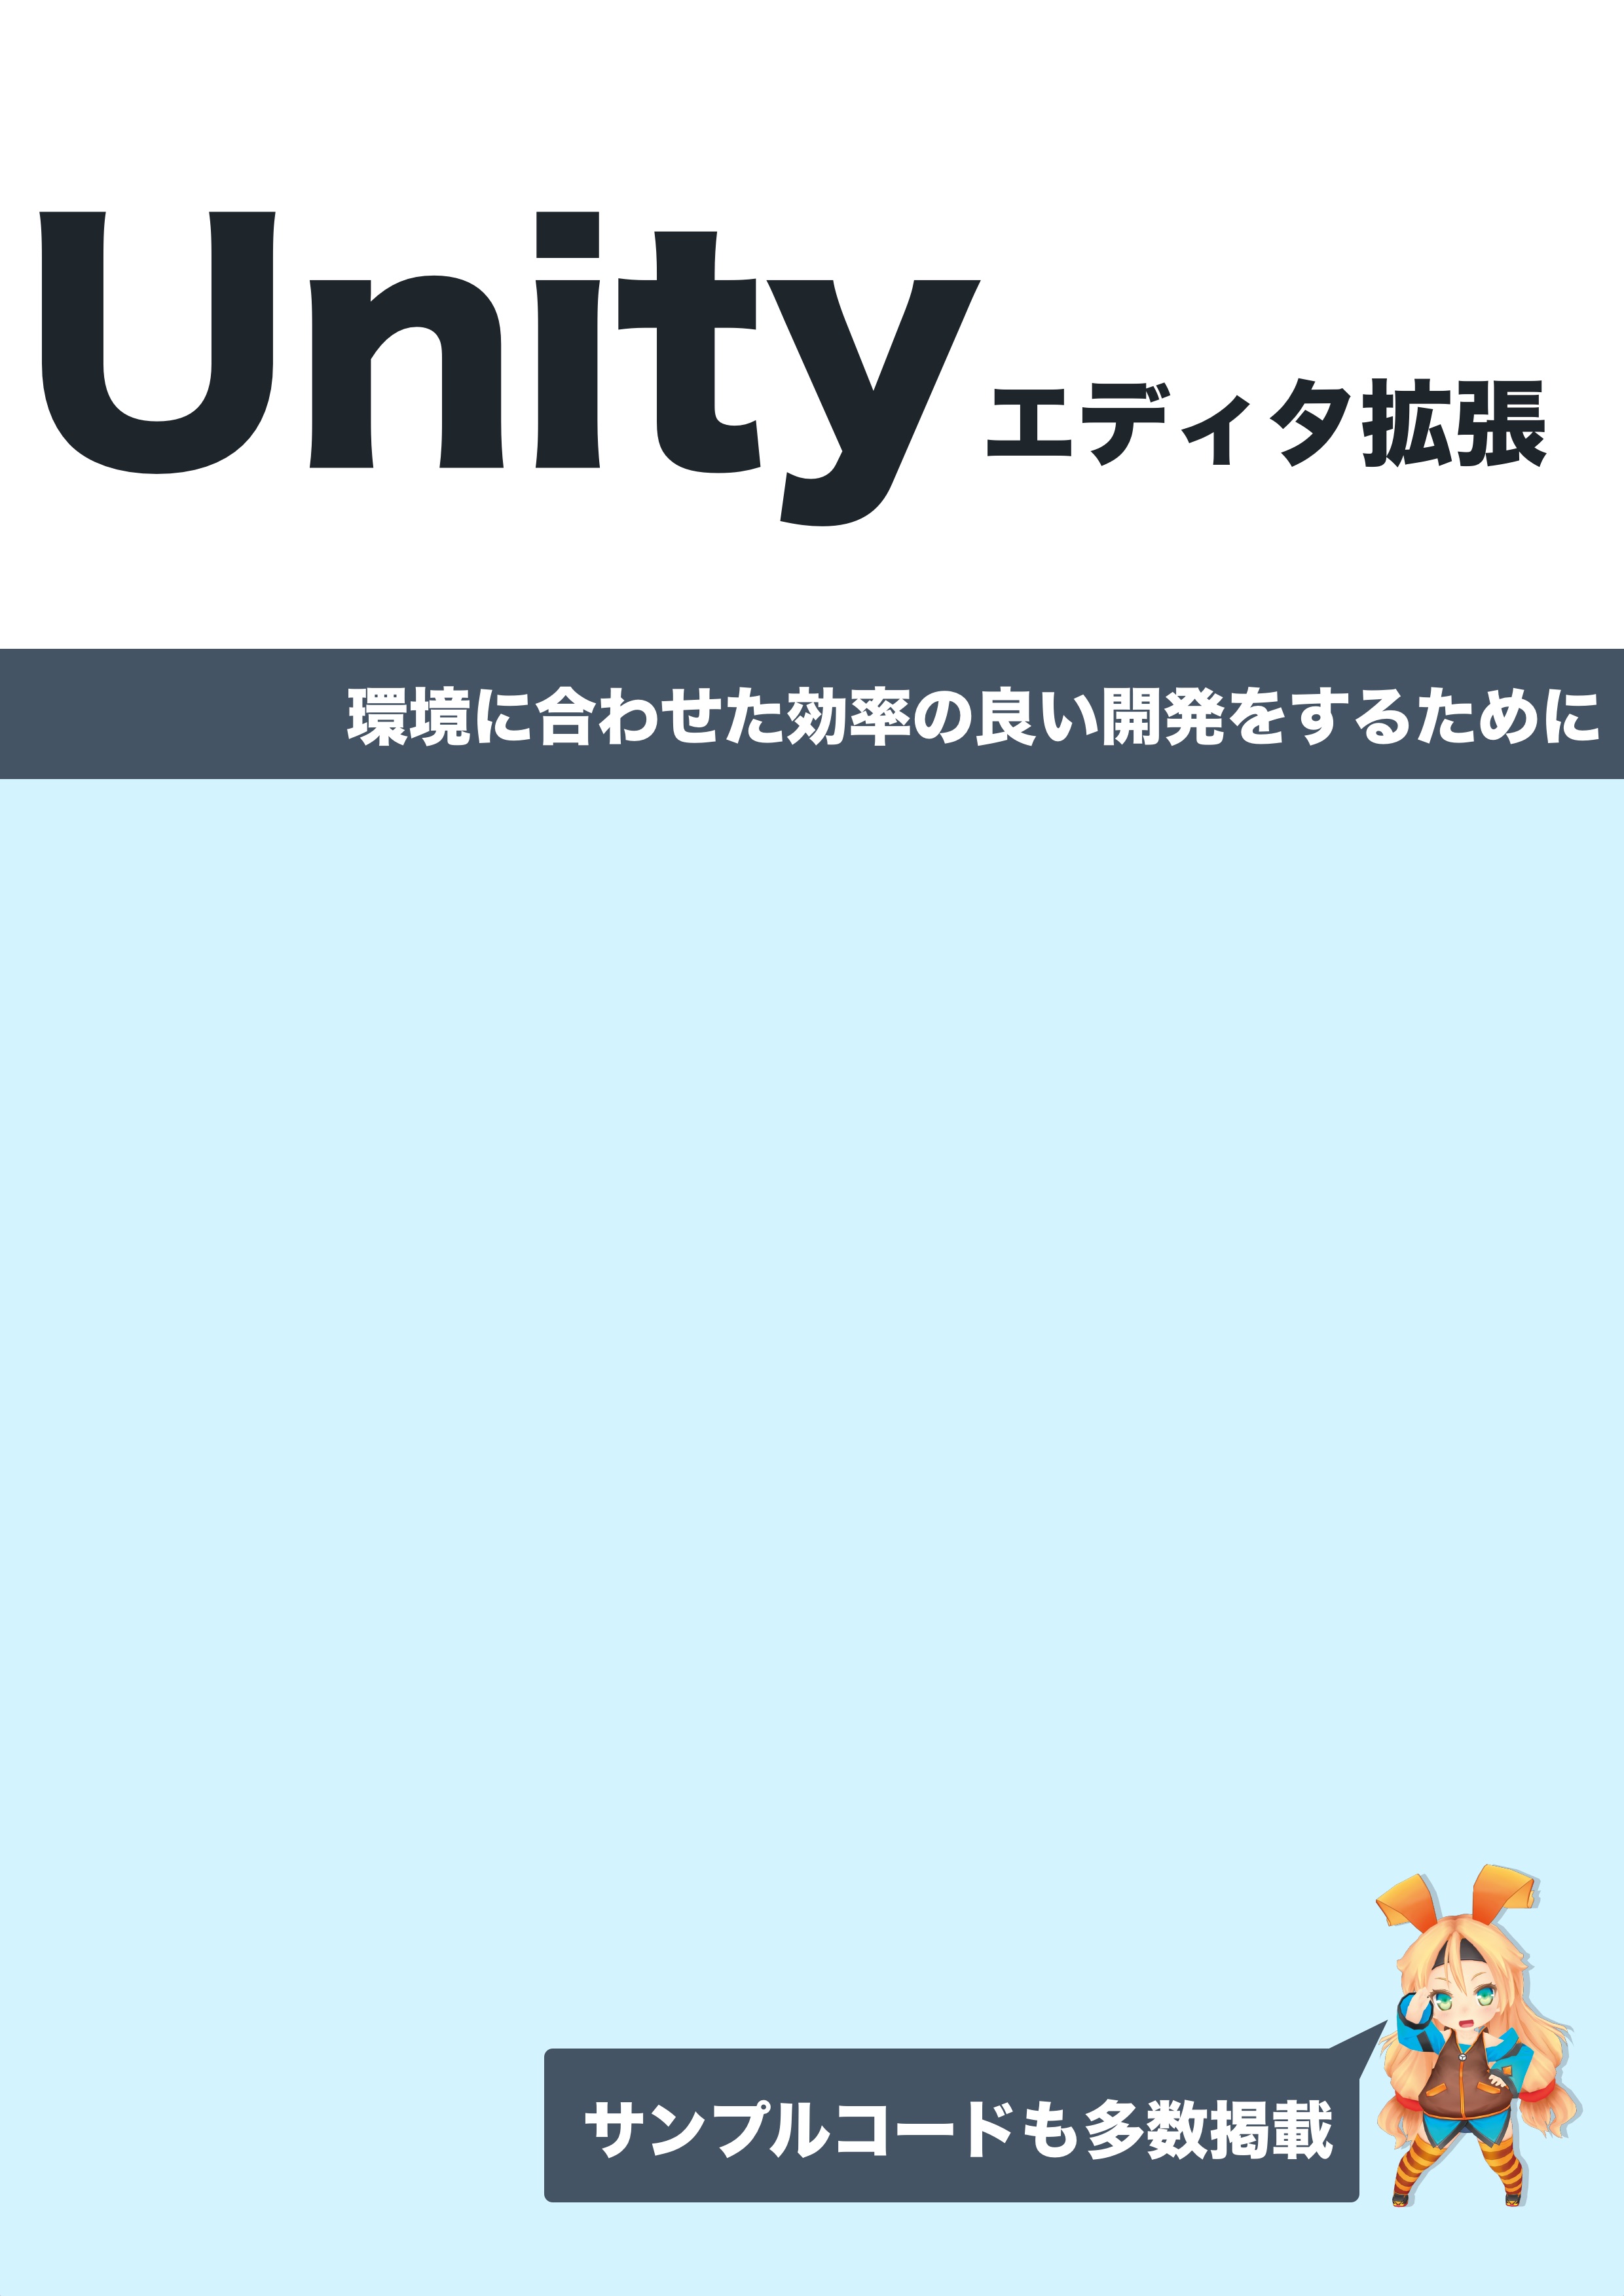 Unity エディタ拡張
環境に合わせた効率の良い開発をするために
サンプルコードも多数掲載